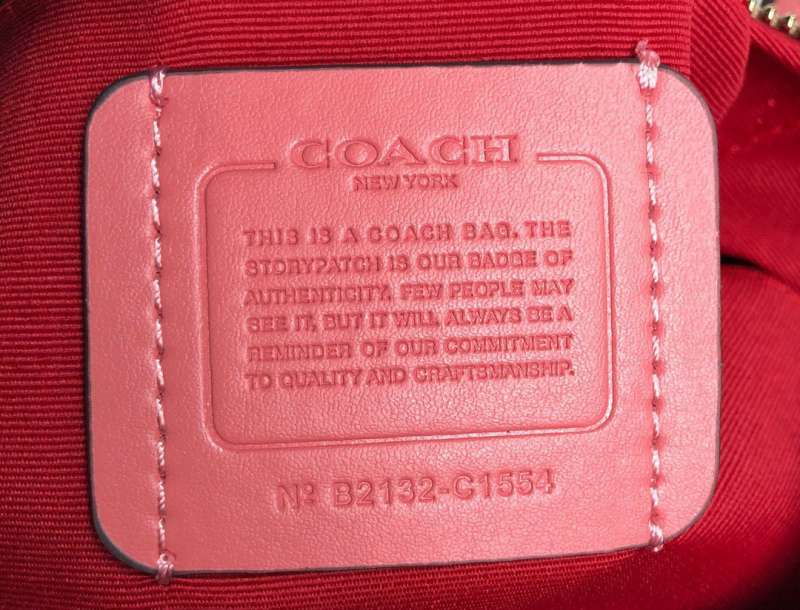 COACH
NEW YORK
THIS IS A COACH BAG. THE
STORYPATCH IS OUR BADGE OF
AUTHENTICITY. FEW PEOPLE MAY
SEE IT, BUT IT WILL ALWAYS BE A
REMINDER OF OUR COMMITMENT
TO QUALITY AND CRAFTSMANSHIP.
Nº B2132-C1554